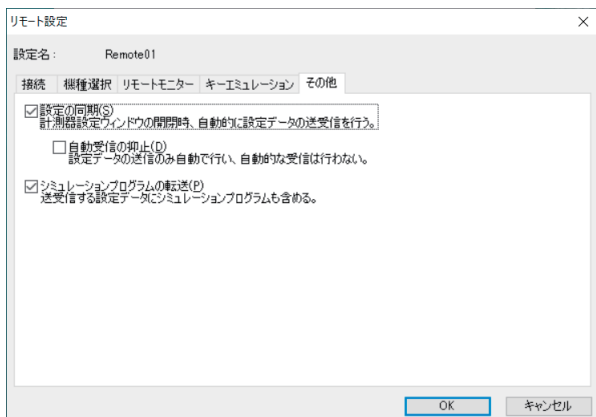 リモート設定
設定名： Remote01
接続 機種選択 リモートモニター キーエミュレーション その他
設定の同期(S)
計測器設定ウィンドウの開閉時、自動的に設定データの送受信を行う。
自動受信の抑止(D)
設定データの送信のみ自動で行い、自動的な受信は行わない。
シミュレーションプログラムの転送(P)
送受信する設定データにシミュレーションプログラムも含める。
OK キャンセル